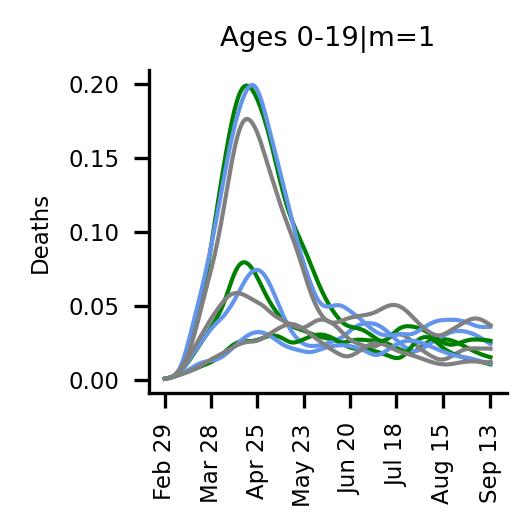 Ages 0-19|m=1
Deaths
0.20
0.15
0.10
0.05
0.00
Feb 29
Mar 28
Apr 25
May 23
Jun 20
Jul 18
Aug 15
Sep 13